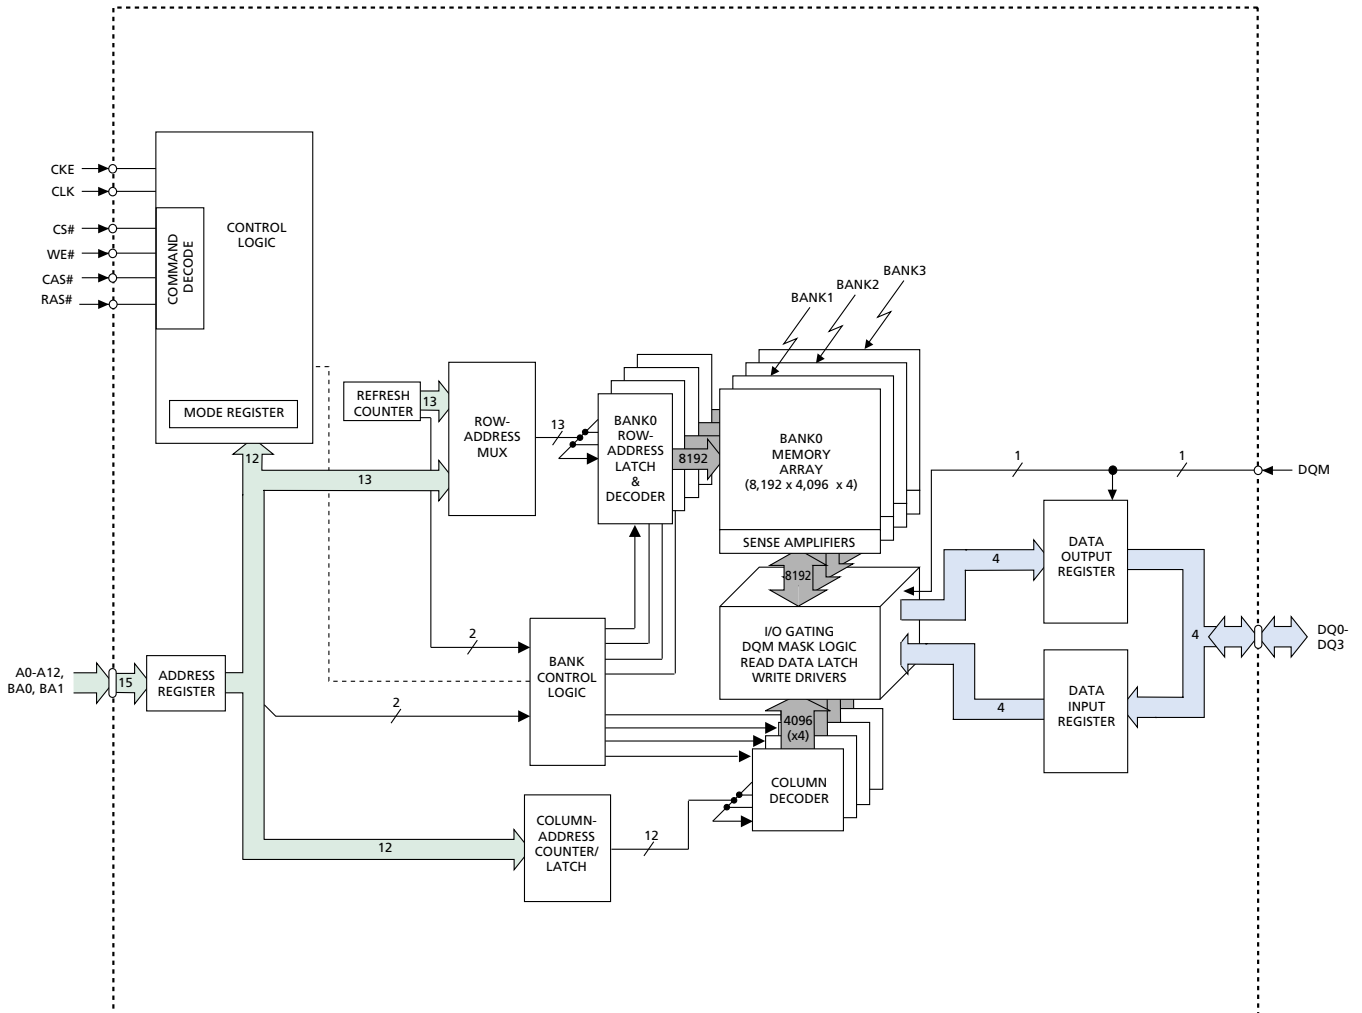 CKE
CLK
CS#
WE#
CAS#
RAS#
CONTROL
LOGIC
COMMAND
DECODE
MODE REGISTER
12
13
REFRESH
COUNTER
13
ROW-
ADDRESS
MUX
13
BANK0
ROW-
ADDRESS
LATCH
&
DECODER
8192
BANK1
BANK2
BANK3
BANK0
MEMORY
ARRAY
(8,192 x 4,096 x 4)
SENSE AMPLIFIERS
8192
I/O GATING
DQM MASK LOGIC
READ DATA LATCH
WRITE DRIVERS
1
1
DQM
4
DATA
OUTPUT
REGISTER
4
DQ0-
DQ3
4
DATA
INPUT
REGISTER
A0-A12,
BA0, BA1
15
ADDRESS
REGISTER
2
2
BANK
CONTROL
LOGIC
4096
(x4)
COLUMN
DECODER
12
COLUMN-
ADDRESS
COUNTER/
LATCH
12